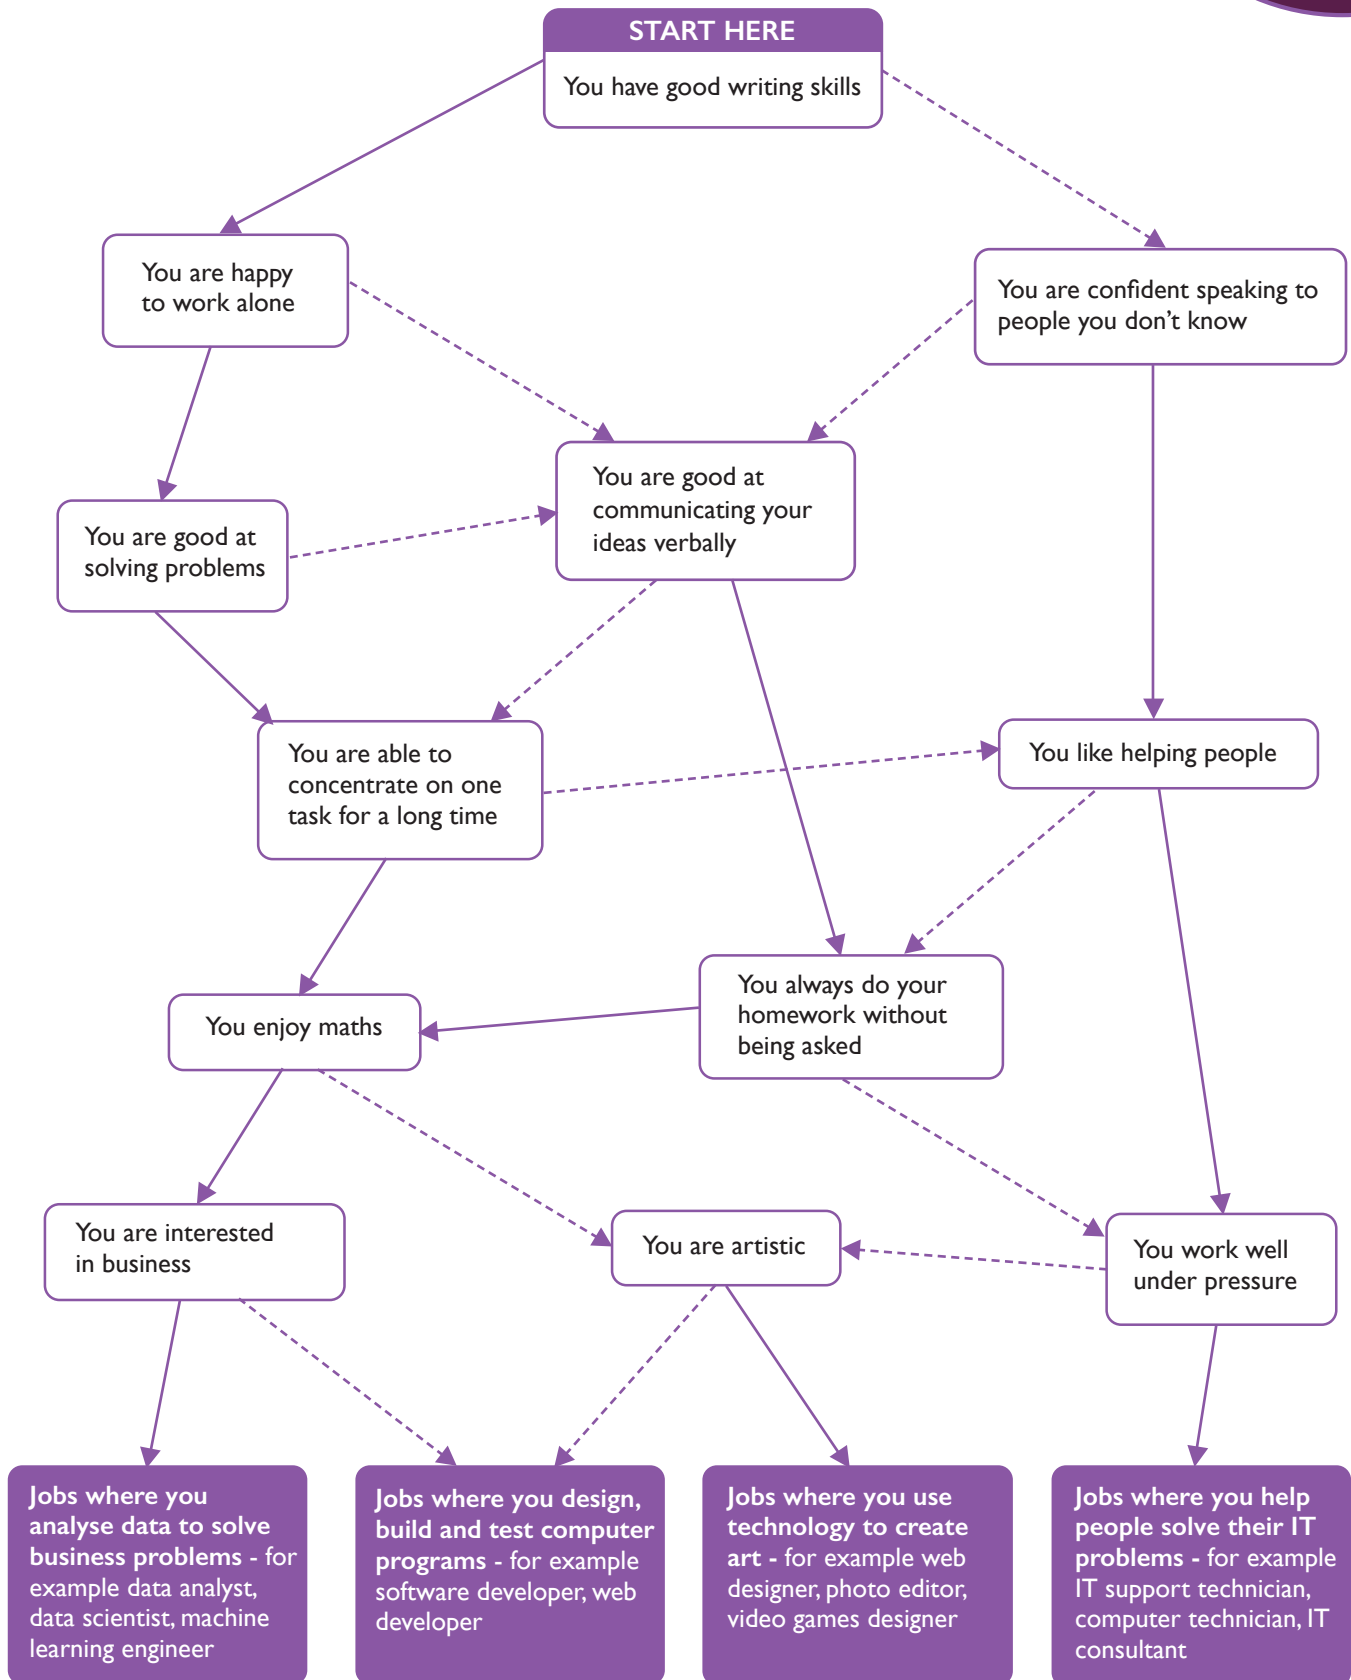 START HERE
You have good writing skills
You are happy
to work alone
You are confident speaking to
people you don’t know
You are good at
communicating your
ideas verbally
You are good at
solving problems
You are able to
concentrate on one
task for a long time
You like helping people
You always do your
homework without
being asked
You enjoy maths
You are interested
in business
You are artistic
You work well
under pressure
Jobs where you
analyse data to solve
business problems - for
example data analyst,
data scientist, machine
learning engineer
Jobs where you design,
build and test computer
programs - for example
software developer, web
developer
Jobs where you use
technology to create
art - for example web
designer, photo editor,
video games designer
Jobs where you help
people solve their IT
problems - for example
IT support technician,
computer technician, IT
consultant